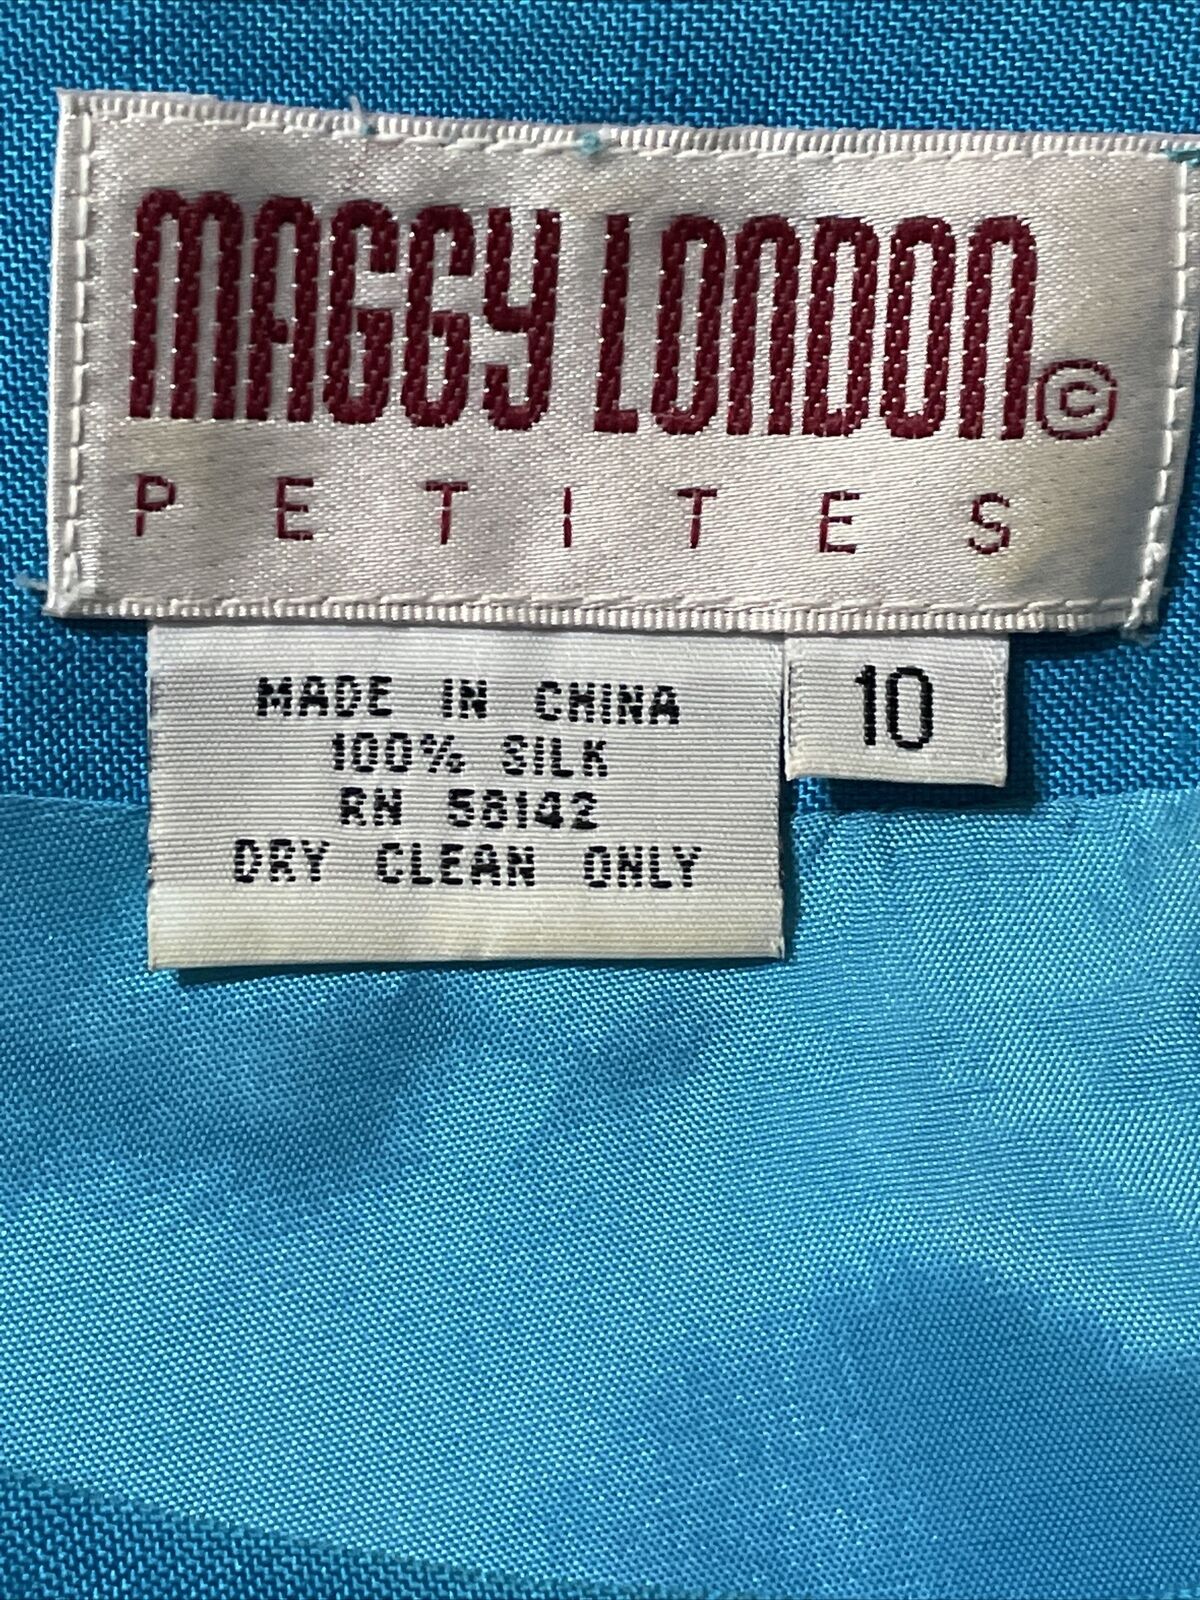 MAGGY LONDON ©
PETITES
MADE IN CHINA
100% SILK
RN 58142
DRY CLEAN ONLY
10